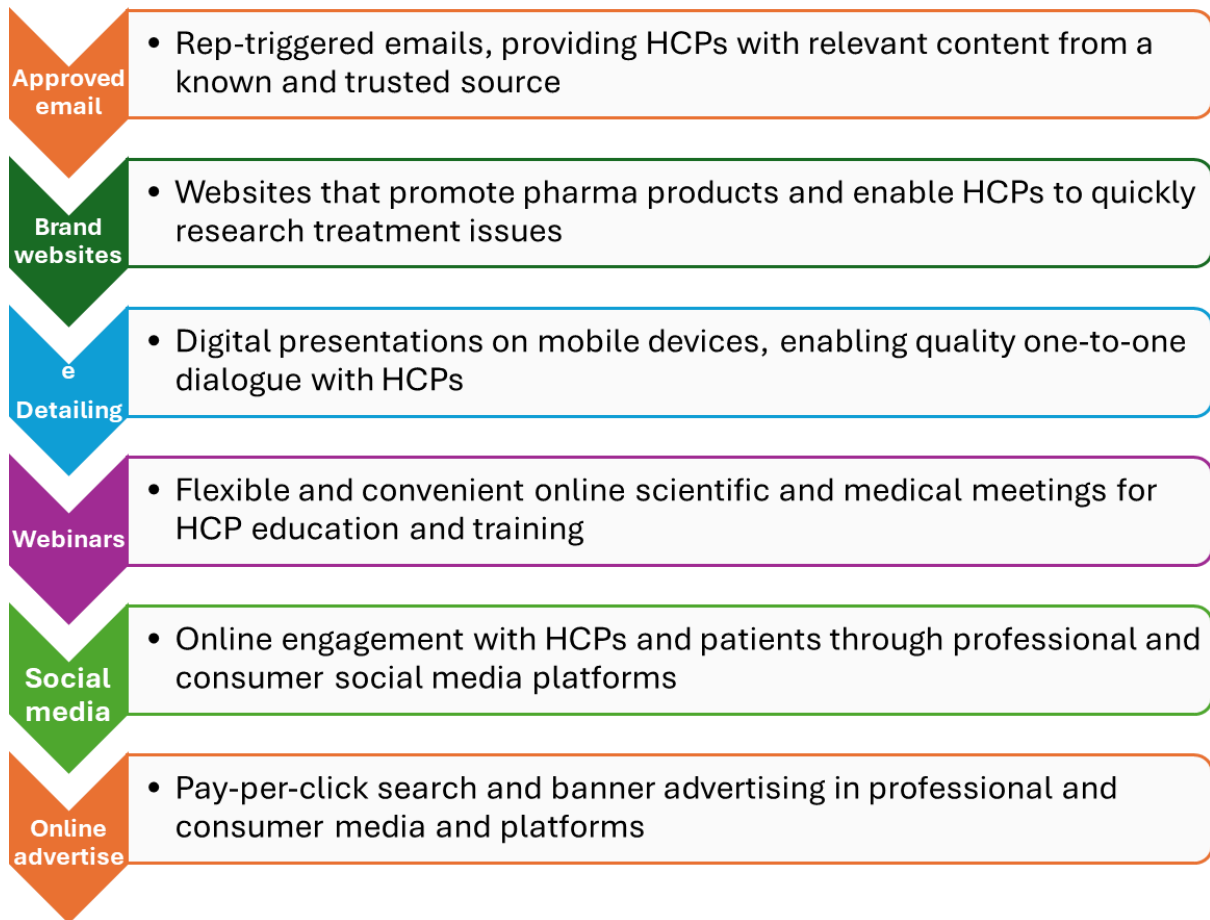 Approved
email
• Rep-triggered emails, providing HCPs with relevant content from a
known and trusted source
Brand
websites
• Websites that promote pharma products and enable HCPs to quickly
research treatment issues
e
Detailing
• Digital presentations on mobile devices, enabling quality one-to-one
dialogue with HCPs
Webinars
• Flexible and convenient online scientific and medical meetings for
HCP education and training
Social
media
• Online engagement with HCPs and patients through professional and
consumer social media platforms
Online
advertise
• Pay-per-click search and banner advertising in professional and
consumer media and platforms